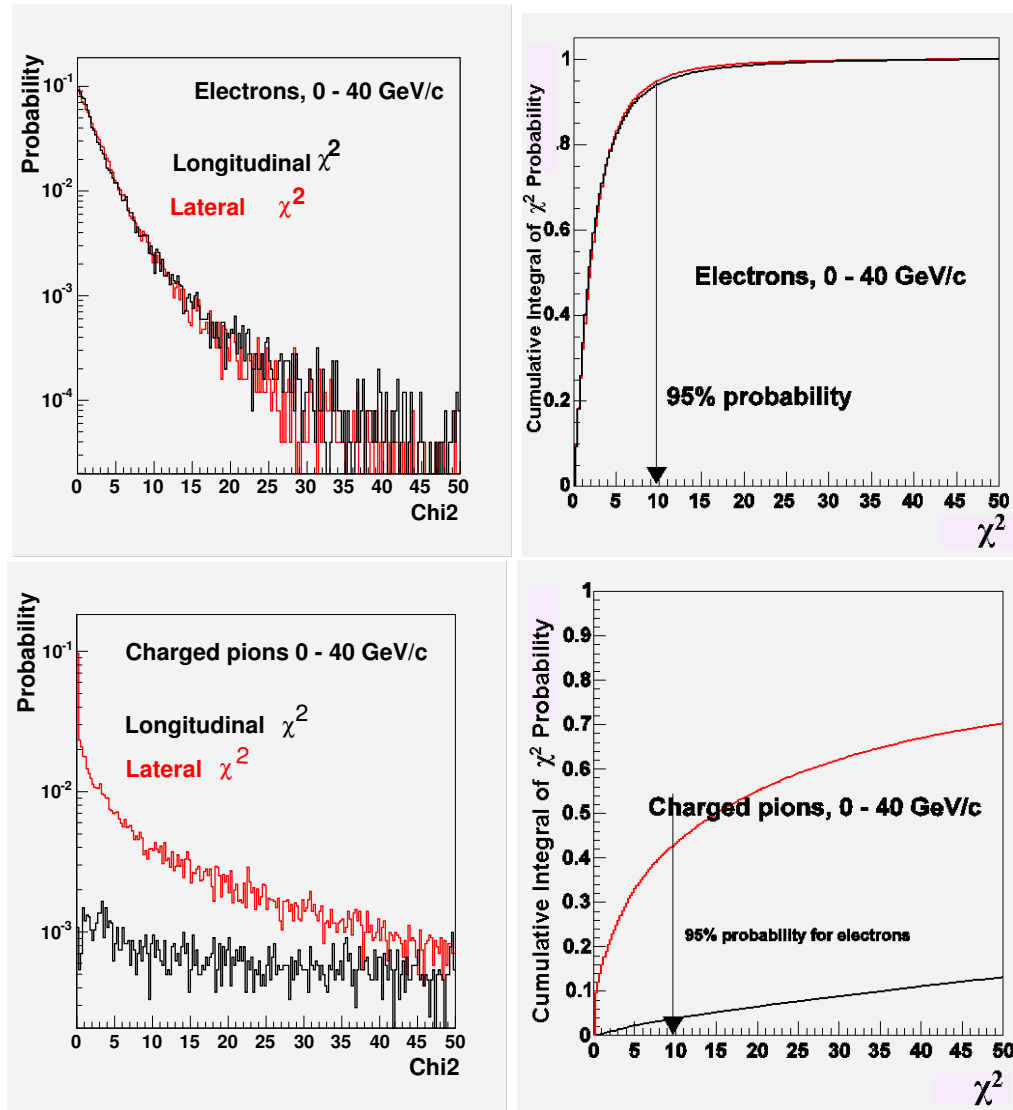 Probability
10⁻¹
10⁻²
10⁻³
10⁻⁴
Electrons, 0 - 40 GeV/c
Longitudinal χ²
Lateral χ²
0 5 10 15 20 25 30 35 40 45 50
Chi2
Cumulative Integral of χ² Probability
1
.8
0.6
0.4
0.2
0
Electrons, 0 - 40 GeV/c
95% probability
0 5 10 15 20 25 30 35 40 45 50
χ²
Probability
10⁻¹
10⁻²
10⁻³
Charged pions 0 - 40 GeV/c
Longitudinal χ²
Lateral χ²
0 5 10 15 20 25 30 35 40 45 50
Chi2
Cumulative Integral of χ² Probability
1
0.9
0.8
0.7
0.6
0.5
0.4
0.3
0.2
0.1
0
Charged pions, 0 - 40 GeV/c
95% probability for electrons
0 5 10 15 20 25 30 35 40 45 50
χ²